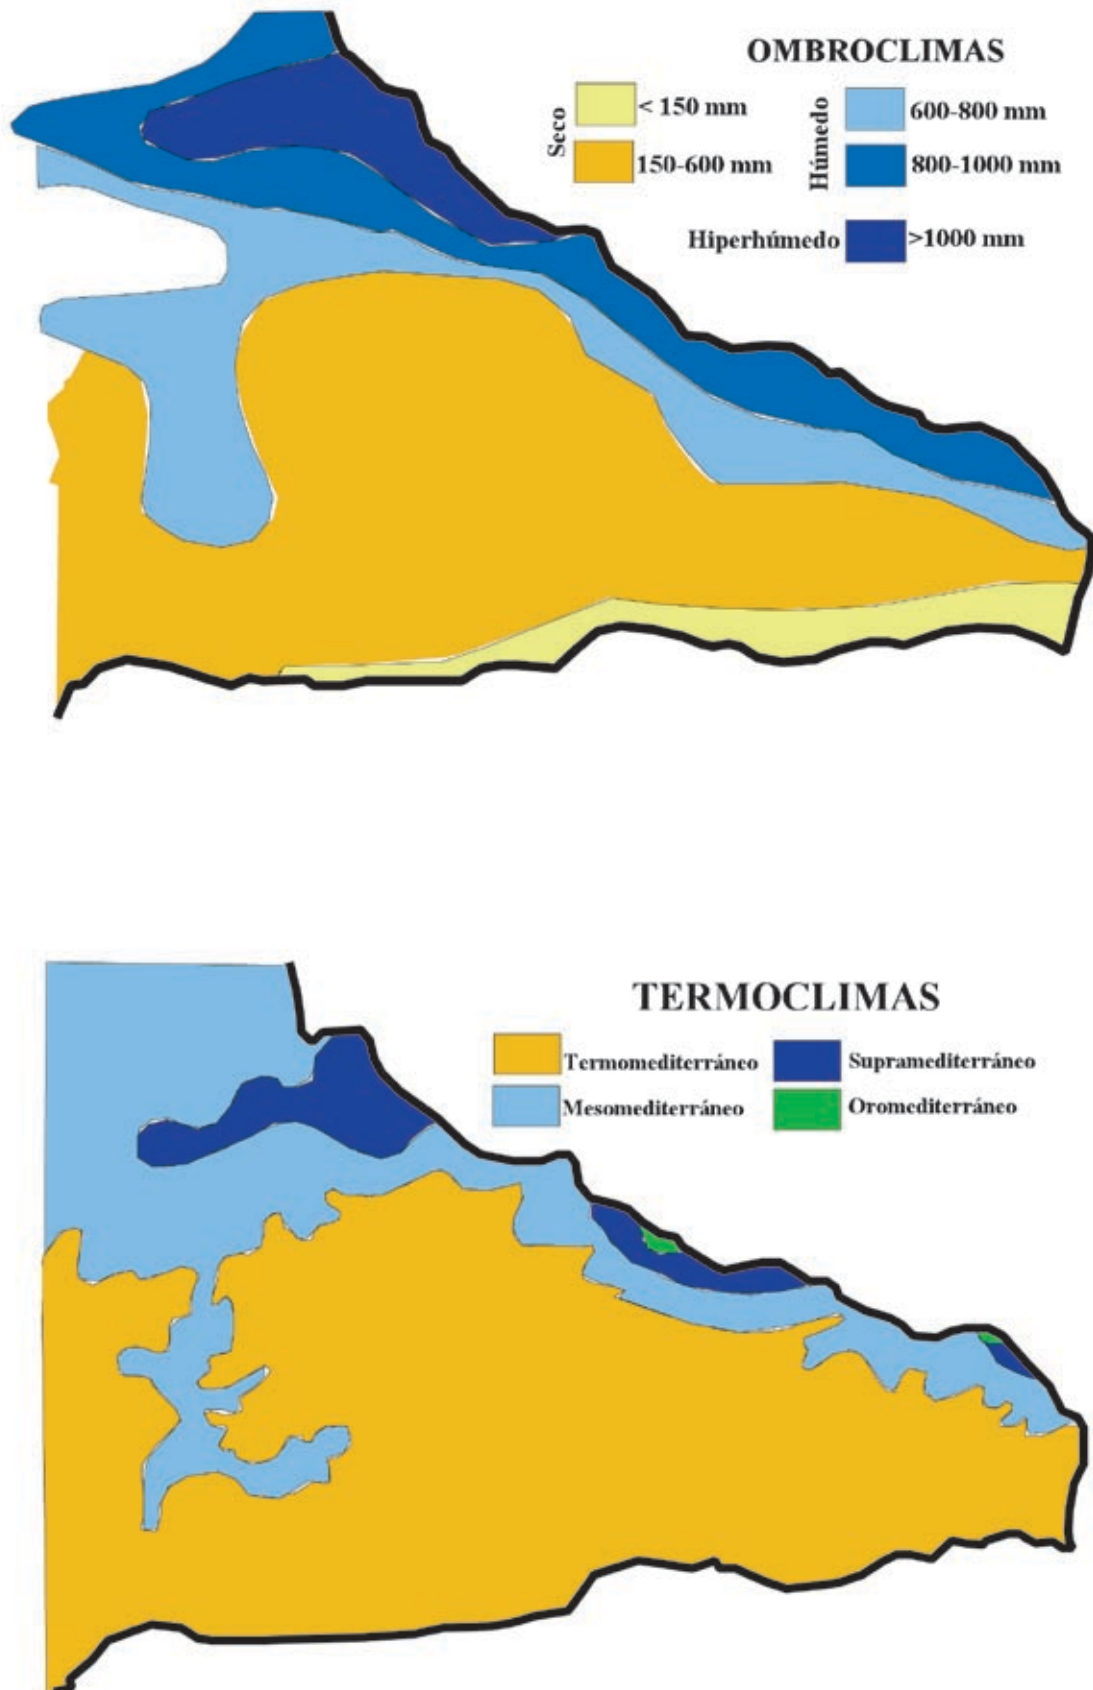 OMBROCLIMAS
Seco
< 150 mm
150-600 mm
Húmedo
600-800 mm
800-1000 mm
Hiperhúmedo
>1000 mm
TERMOCLIMAS
Termomediterráneo
Supramediterráneo
Mesomediterráneo
Oromediterráneo